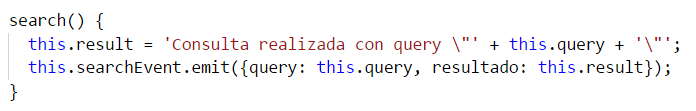 search() {
  this.result = 'Consulta realizada con query \"' + this.query + '\"';
  this.searchEvent.emit({query: this.query, resultado: this.result});
}